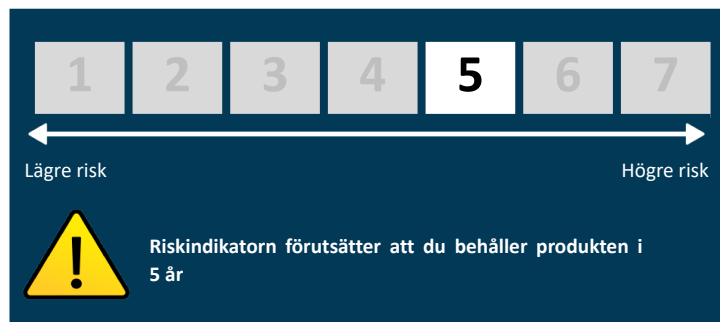 1 2 3 4 5 6 7
Lägre risk Högre risk
Riskindikatorn förutsätter att du behåller produkten i
5 år